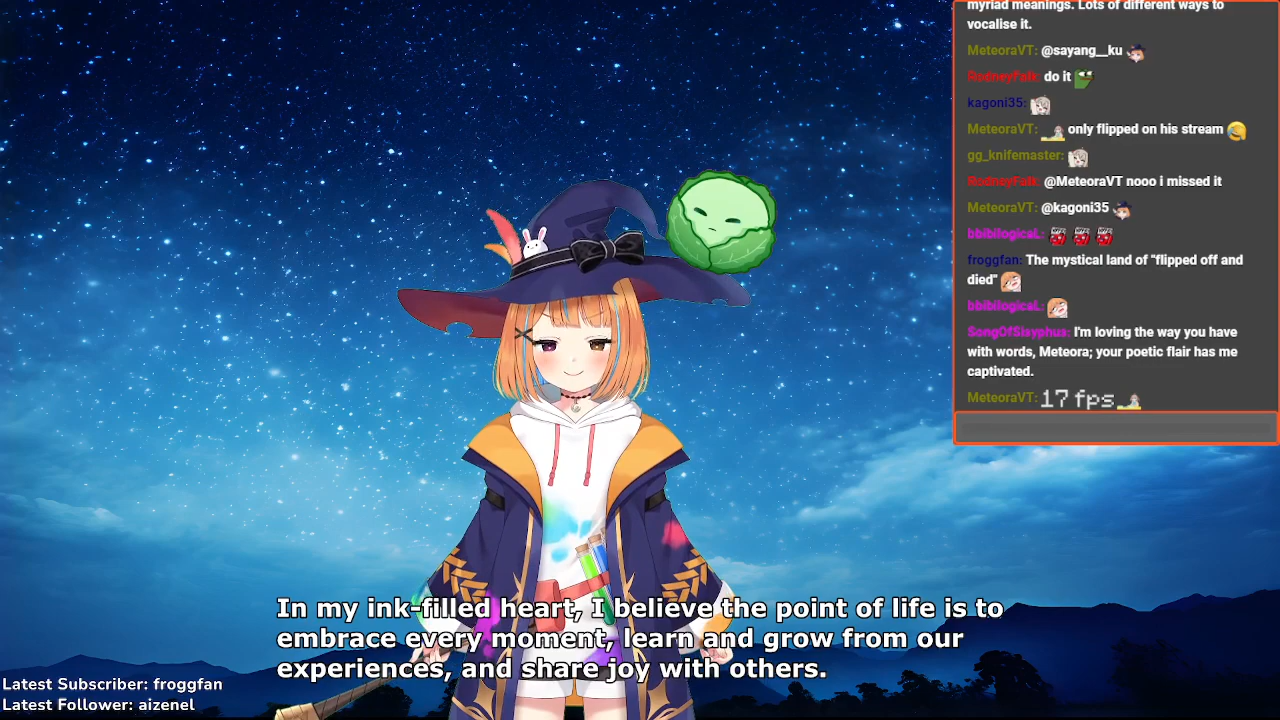 myriad meanings. Lots of different ways to
vocalise it.
MeteoraVT: @sayang__ku
RodneyFalk: do it
kagoni35:
MeteoraVT: only flipped on his stream
gg_knifemaster:
RodneyFalk: @MeteoraVT nooo i missed it
MeteoraVT: @kagoni35
bbibilogicaL:
froggfan: The mystical land of "flipped off and
died"
bbibilogicaL:
SongOfSisyphus: I'm loving the way you have
with words, Meteora; your poetic flair has me
captivated.
MeteoraVT: 17 fps
In my ink-filled heart, I believe the point of life is to
embrace every moment, learn and grow from our
experiences, and share joy with others.
Latest Subscriber: froggfan
Latest Follower: aizenel